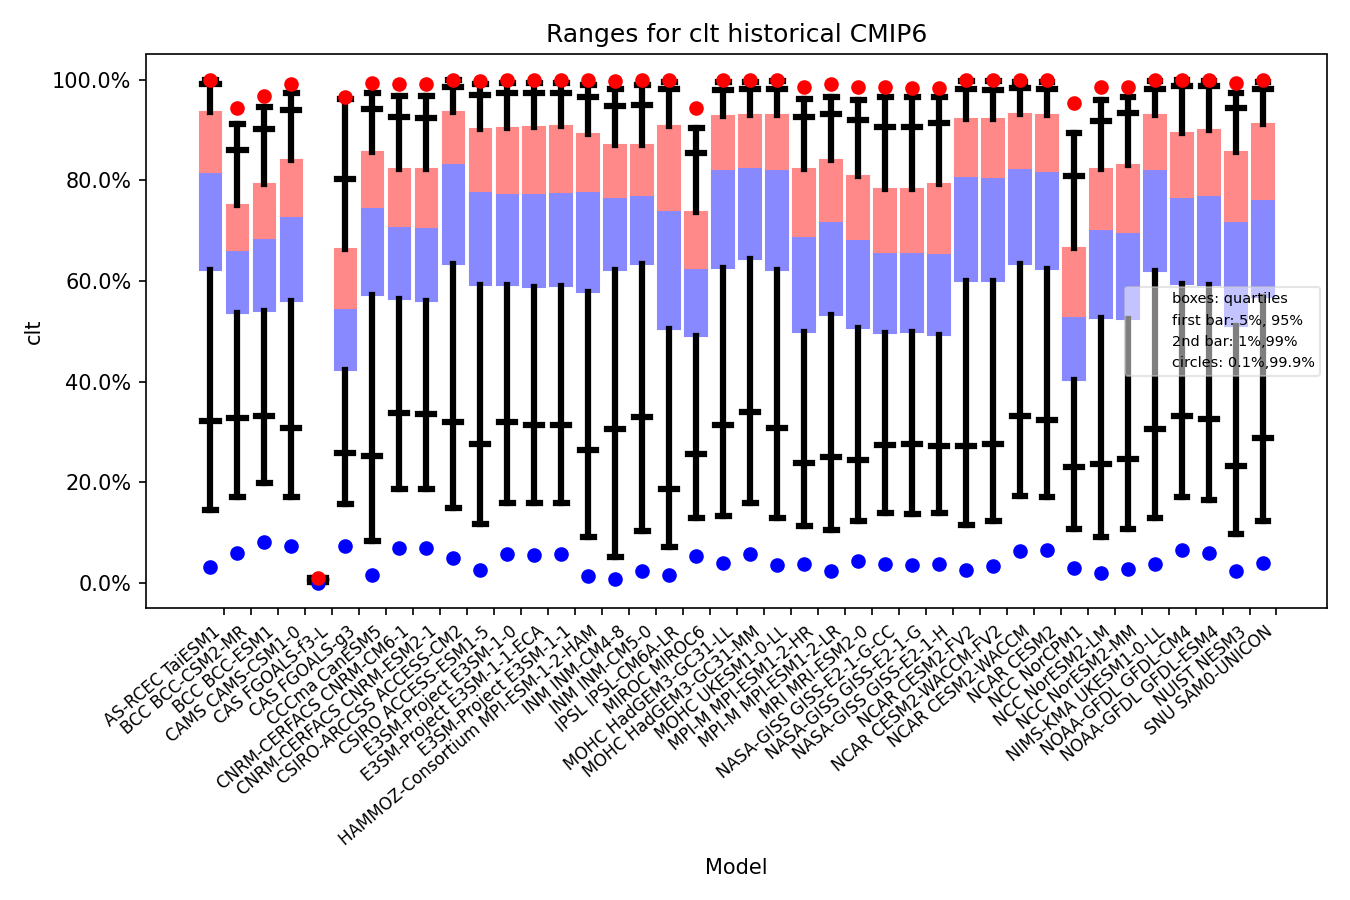 Ranges for clt historical CMIP6
100.0%
80.0%
60.0%
40.0%
20.0%
0.0%
clt
boxes: quartiles
first bar: 5%, 95%
2nd bar: 1%,99%
circles: 0.1%,99.9%
AS-RCEC TaiESM1
BCC BCC-CSM2-MR
BCC BCC-ESM1
CAMS CAMS-CSM1-0
CAS FGOALS-f3-L
CAS FGOALS-g3
CCCma CanESM5
CNRM-CERFACS CNRM-CM6-1
CNRM-CERFACS CNRM-ESM2-1
CSIRO-ARCCSS ACCESS-CM2
CSIRO ACCESS-ESM1-5
E3SM-Project E3SM-1-0
E3SM-Project E3SM-1-1-ECA
E3SM-Project E3SM-1-1
HAMMOZ-Consortium MPI-ESM-1-2-HAM
INM INM-CM4-8
INM INM-CM5-0
IPSL IPSL-CM6A-LR
MIROC MIROC6
MOHC HadGEM3-GC31-LL
MOHC HadGEM3-GC31-MM
MOHC UKESM1-0-LL
MPI-M MPI-ESM1-2-HR
MPI-M MPI-ESM1-2-LR
MRI MRI-ESM2-0
NASA-GISS GISS-E2-1-G-CC
NASA-GISS GISS-E2-1-G
NASA-GISS GISS-E2-1-H
NCAR CESM2-FV2
NCAR CESM2-WACCM-FV2
NCAR CESM2-WACCM
NCAR CESM2
NCC NorCPM1
NCC NorESM2-LM
NCC NorESM2-MM
NIMS-KMA UKESM1-0-LL
NOAA-GFDL GFDL-CM4
NOAA-GFDL GFDL-ESM4
NUIST NESM3
SNU SAM0-UNICON
Model